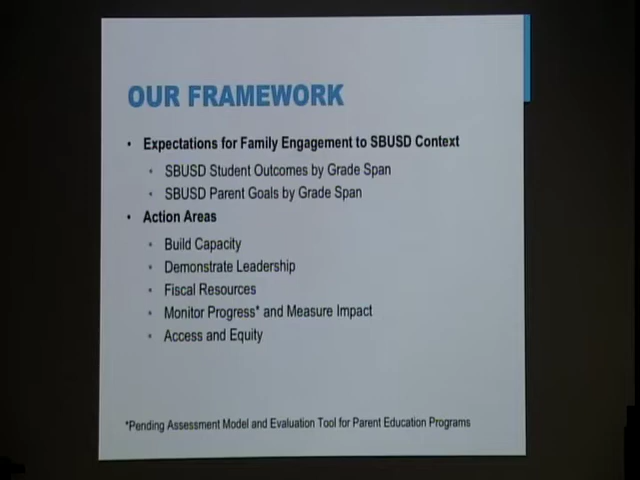 OUR FRAMEWORK
• Expectations for Family Engagement to SBUSD Context
• SBUSD Student Outcomes by Grade Span
• SBUSD Parent Goals by Grade Span
• Action Areas
• Build Capacity
• Demonstrate Leadership
• Fiscal Resources
• Monitor Progress* and Measure Impact
• Access and Equity
*Pending Assessment Model and Evaluation Tool for Parent Education Programs